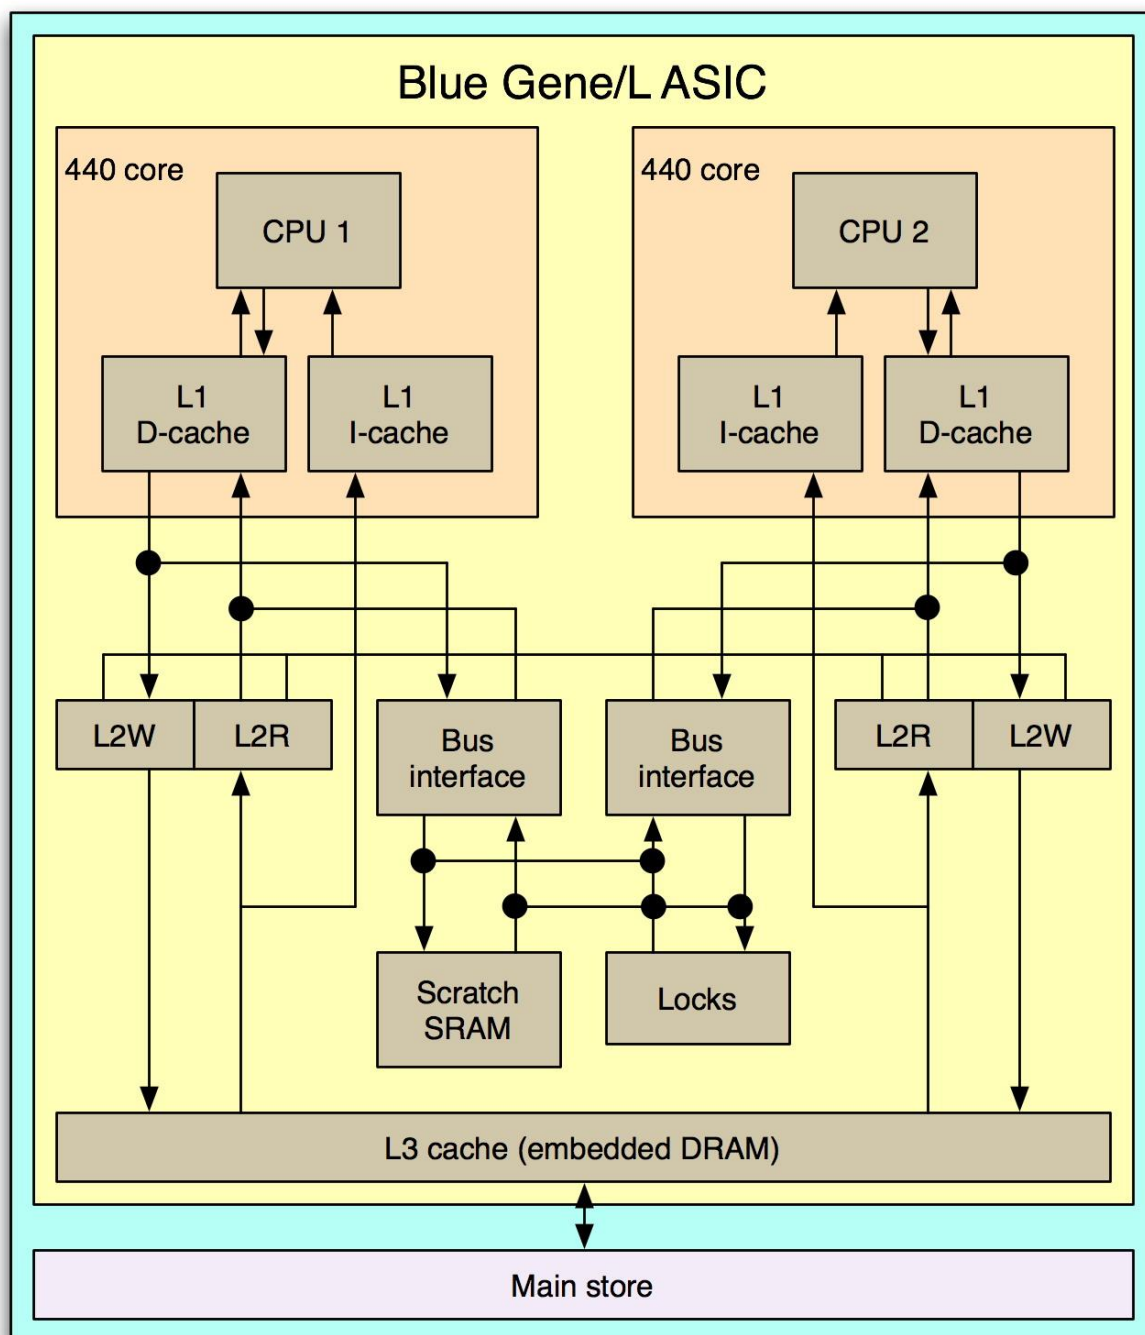 Blue Gene/L ASIC
440 core
440 core
CPU 1
CPU 2
L1
D-cache
L1
I-cache
L1
I-cache
L1
D-cache
L2W
L2R
Bus
interface
Bus
interface
L2R
L2W
Scratch
SRAM
Locks
L3 cache (embedded DRAM)
Main store